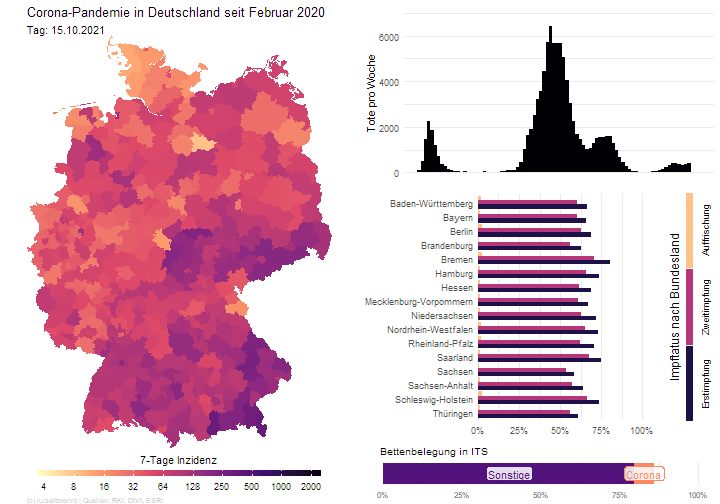 Corona-Pandemie in Deutschland seit Februar 2020
Tag: 15.10.2021
7-Tage Inzidenz
4 8 16 32 64 120 250 500 1000 2000
(c) /u/zeitbrennt | Quellen: RKI, DIVI, ESRI
Tote pro Woche
6000
4000
2000
0
Baden-Württemberg
Bayern
Berlin
Brandenburg
Bremen
Hamburg
Hessen
Mecklenburg-Vorpommern
Niedersachsen
Nordrhein-Westfalen
Rheinland-Pfalz
Saarland
Sachsen
Sachsen-Anhalt
Schleswig-Holstein
Thüringen
0% 25% 50% 75% 100%
Impfstatus nach Bundesland
Auffrischung
Zweitimpfung
Erstimpfung
Bettenbelegung in ITS
Sonstige
Corona
0% 25% 50% 75% 100%